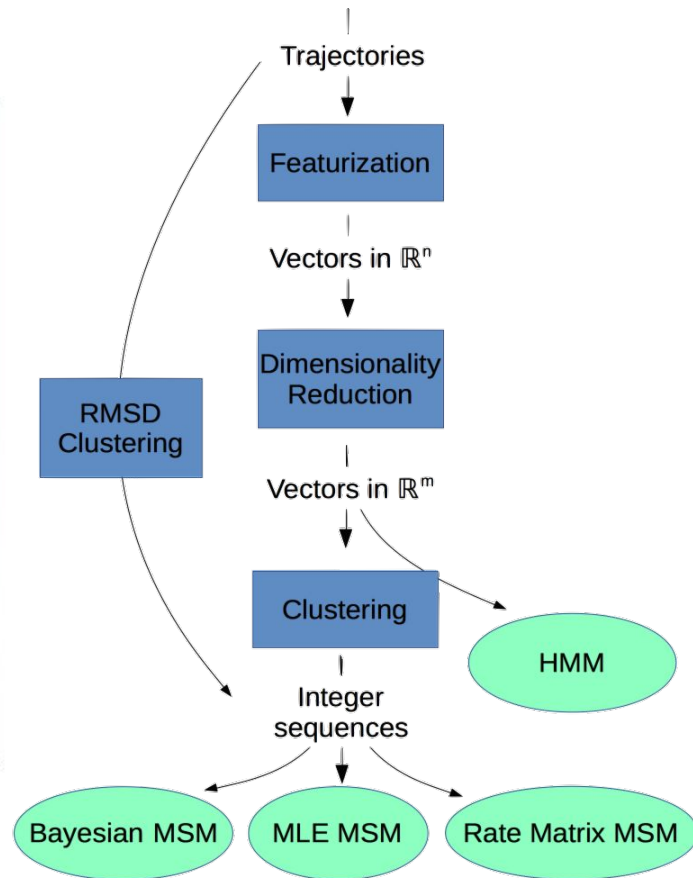 Trajectories
Featurization
Vectors in ℝⁿ
Dimensionality
Reduction
RMSD
Clustering
Vectors in ℝᵐ
Clustering
HMM
Integer
sequences
Bayesian MSM
MLE MSM
Rate Matrix MSM